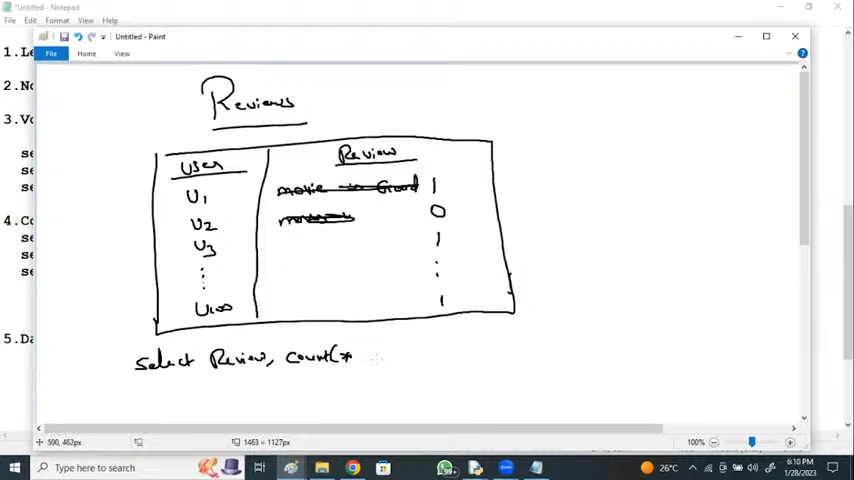 *Untitled - Notepad
File Edit Format View Help
Untitled - Paint
File Home View
1.Le
2.No
3.Vo
se
se
se
4.Co
se
se
se
5.Da
Reviews
User Review
U1 movie is Good 1
U2 0
U3 1
U100 1
Select Review, count(*
500, 462px 1463 × 1127px 100%
Type here to search
99+
26°C
6:10 PM
1/28/2023